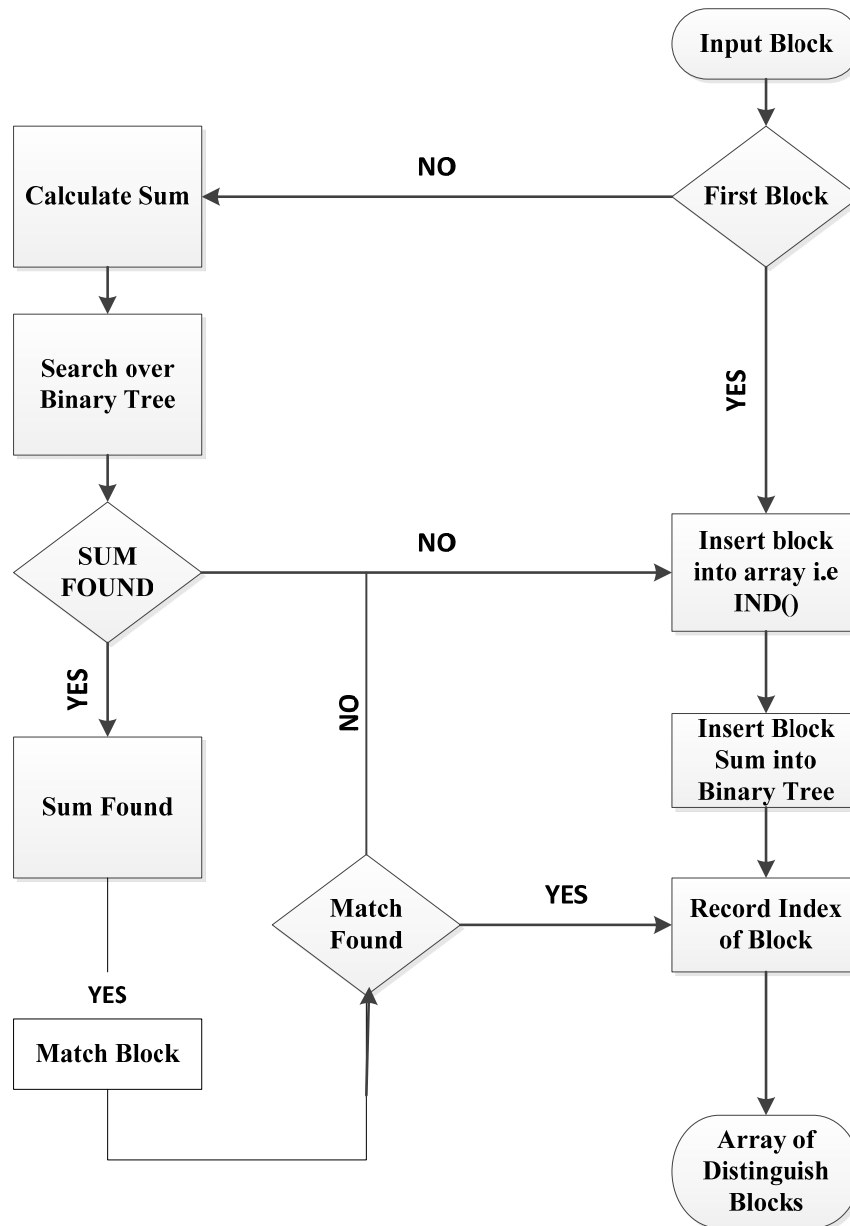 Input Block
NO
Calculate Sum
First Block
Search over
Binary Tree
YES
SUM
FOUND
NO
Insert block
into array i.e
IND()
YES
NO
Insert Block
Sum into
Binary Tree
Sum Found
Match
Found
YES
Record Index
of Block
YES
Match Block
Array of
Distinguish
Blocks